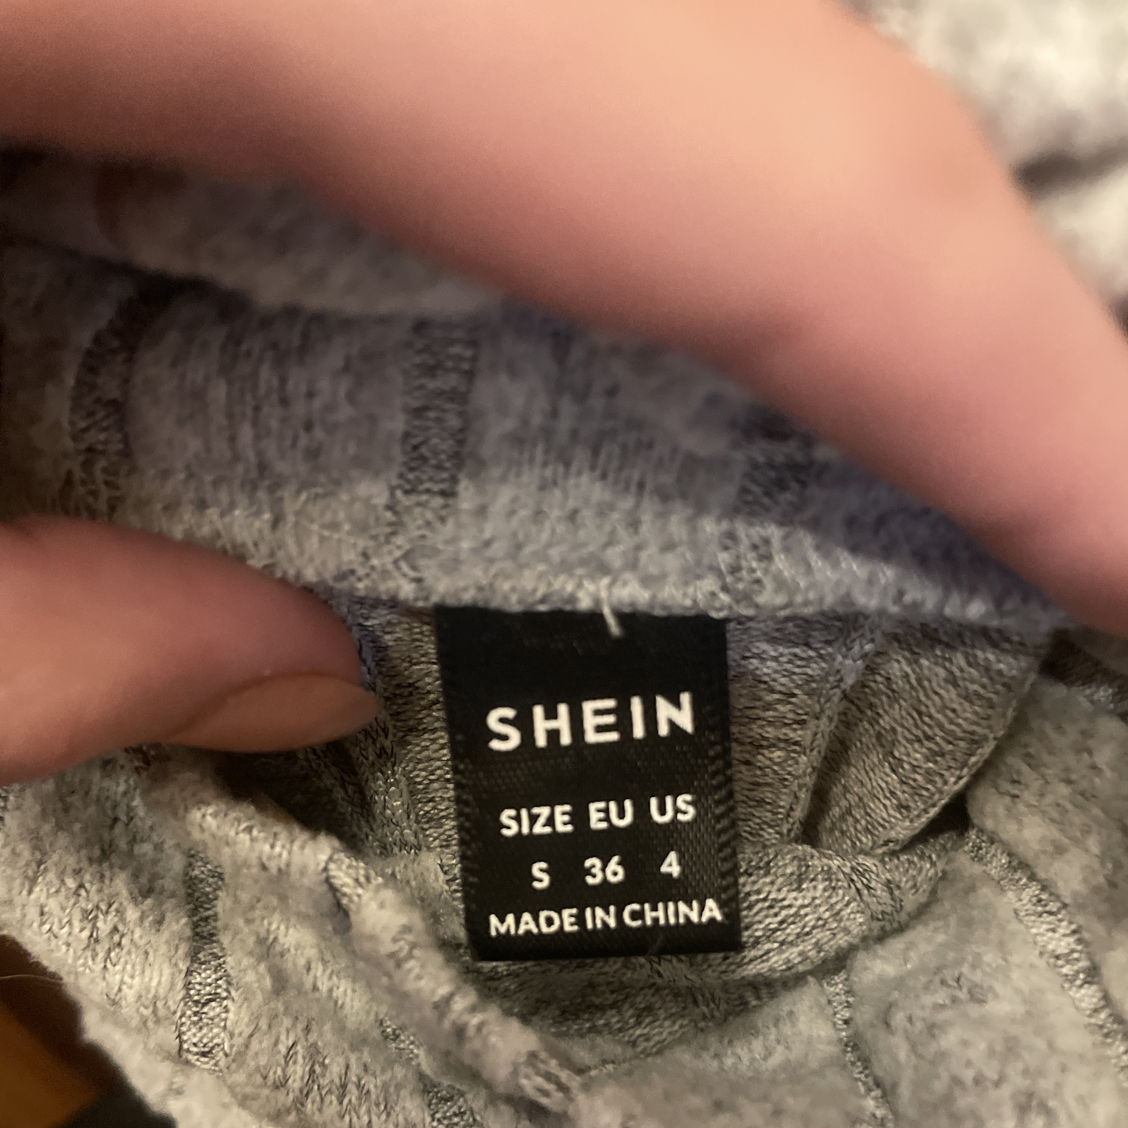 SHEIN
SIZE EU US
S 36 4
MADE IN CHINA